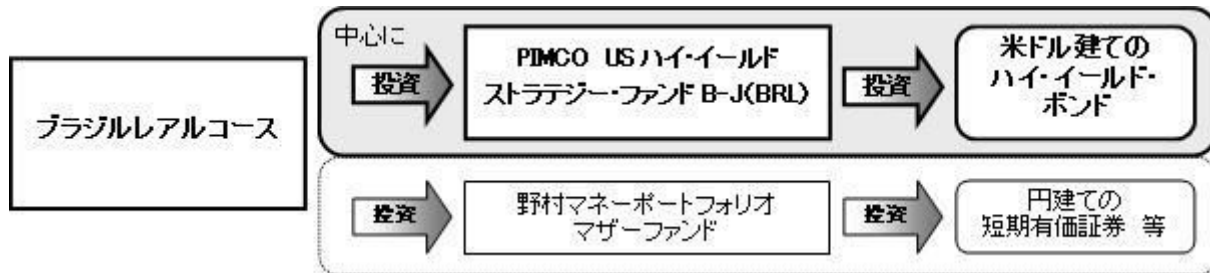 ブラジルレアルコース
中心に
投資
PIMCO US ハイ・イールド
ストラテジー・ファンド B-J(BRL)
投資
米ドル建ての
ハイ・イールド・
ボンド
投資
野村マネーポートフォリオ
マザーファンド
投資
円建ての
短期有価証券 等